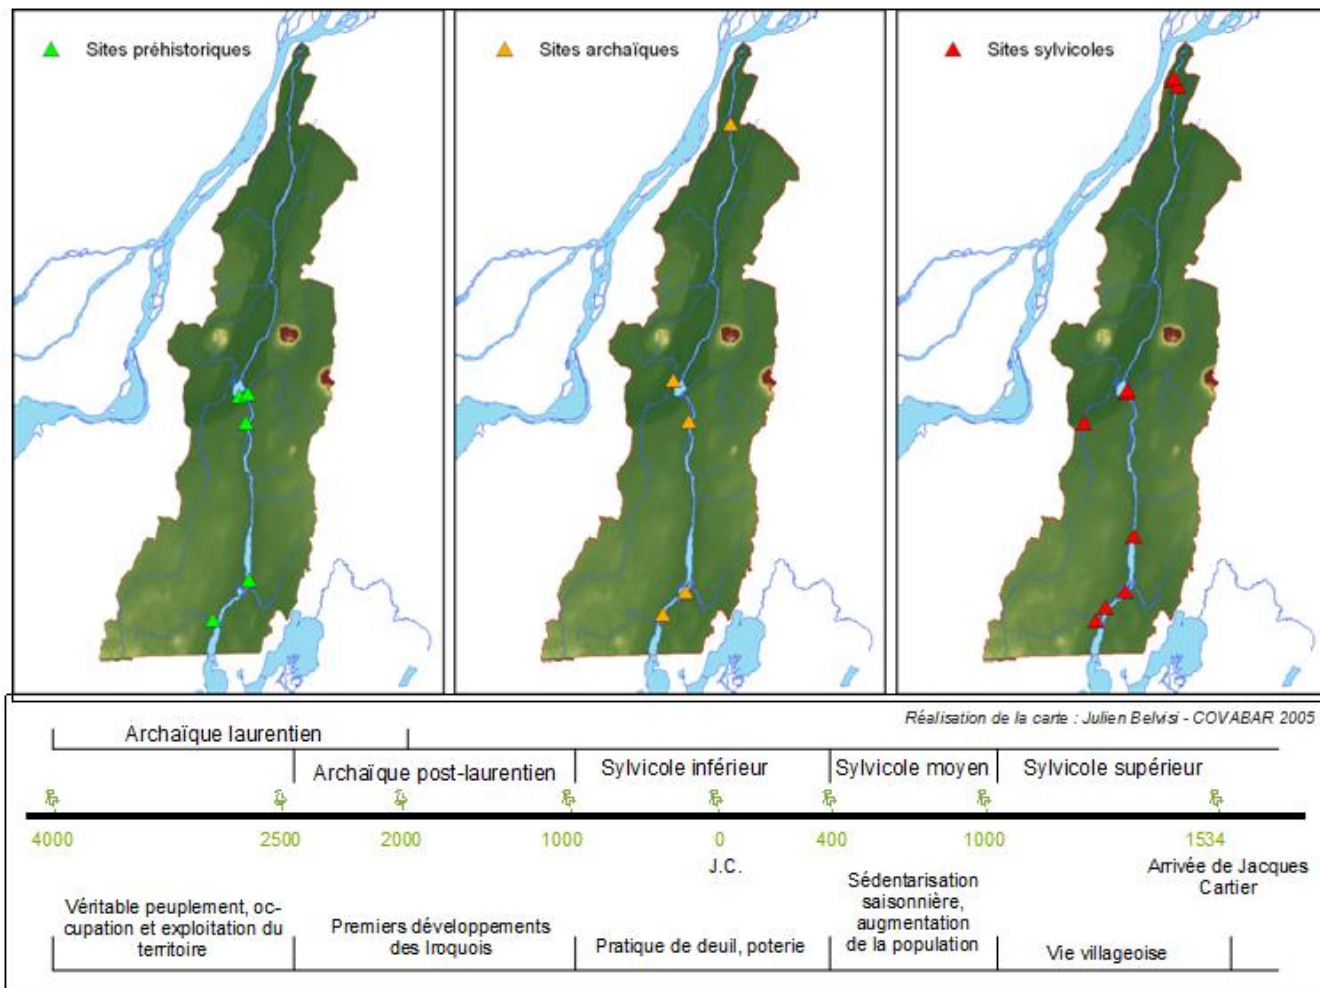 Sites préhistoriques
Sites archaïques
Sites sylvicoles
Réalisation de la carte : Julien Belvisi - COVABAR 2005
Archaïque laurentien
Archaïque post-laurentien
Sylvicole inférieur
Sylvicole moyen
Sylvicole supérieur
4000
2500
2000
1000
0
400
1000
1534
J.C.
Arrivée de Jacques
Cartier
Véritable peuplement, oc-
cupation et exploitation du
territoire
Premiers développements
des Iroquois
Pratique de deuil, poterie
Sédentarisation
saisonnière,
augmentation
de la population
Vie villageoise